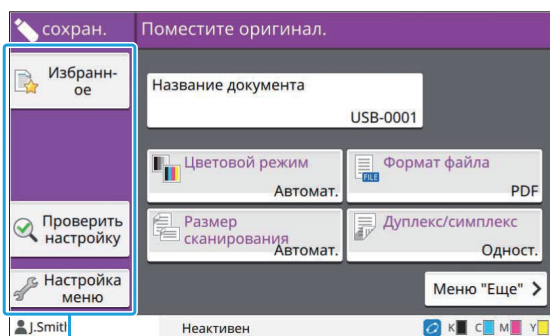 сохран.
Поместите оригинал.
Избранн-
ое
Название документа
USB-0001
Цветовой режим
Автомат.
Формат файла
FILE
PDF
Проверить
настройку
Размер
сканирования
Автомат.
Дуплекс/симплекс
Одност.
Настройка
меню
Меню "Еще"
J.Smith
Неактивен
K C M Y